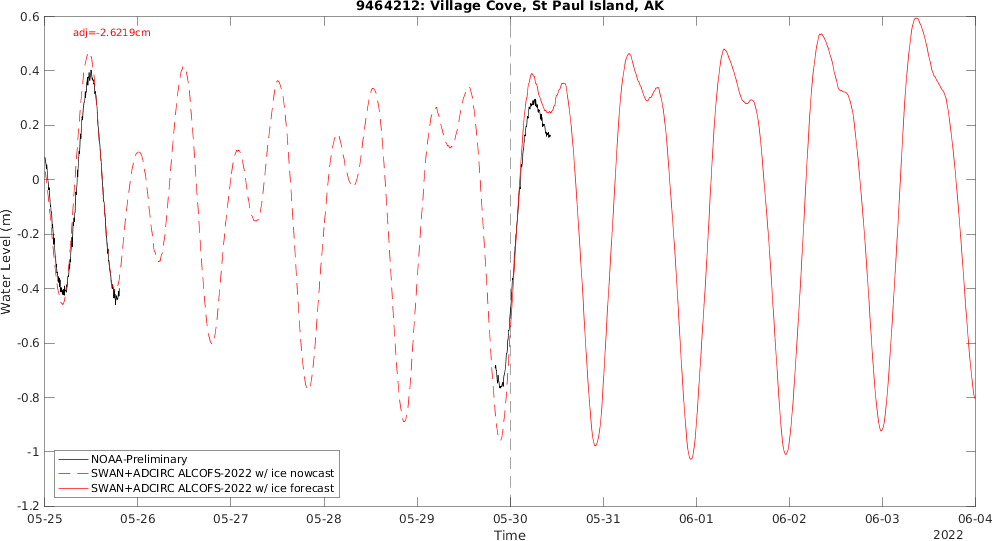 9464212: Village Cove, St Paul Island, AK
adj=-2.6219cm
Water Level (m)
0.6
0.4
0.2
0
-0.2
-0.4
-0.6
-0.8
-1
-1.2
NOAA-Preliminary
SWAN+ADCIRC ALCOFS-2022 w/ ice nowcast
SWAN+ADCIRC ALCOFS-2022 w/ ice forecast
05-25 05-26 05-27 05-28 05-29 05-30 05-31 06-01 06-02 06-03 06-04
Time
2022